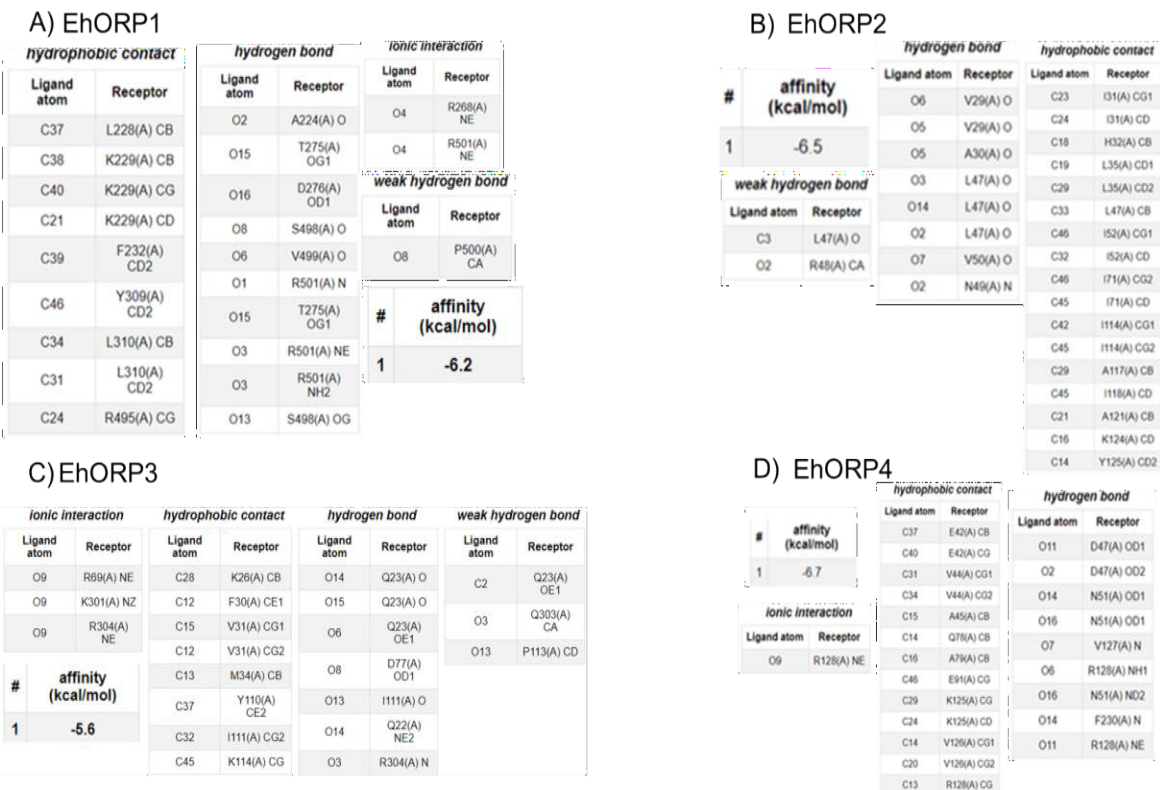 A) EhORP1
hydrophobic contact
Ligand atom Receptor
C37 L228(A) CB
C38 K229(A) CB
C40 K229(A) CG
C21 K229(A) CD
C39 F232(A) CD2
C46 Y309(A) CD2
C34 L310(A) CB
C31 L310(A) CD2
C24 R495(A) CG
hydrogen bond
Ligand atom Receptor
O2 A224(A) O
O15 T275(A) OG1
O16 D276(A) OD1
O8 S498(A) O
O6 V499(A) O
O1 R501(A) N
O15 T275(A) OG1
O3 R501(A) NE
O3 R501(A) NH2
O13 S498(A) OG
ionic interaction
Ligand atom Receptor
O4 R268(A) NE
O4 R501(A) NE
weak hydrogen bond
Ligand atom Receptor
O8 P500(A) CA
# affinity (kcal/mol)
1 -6.2
B) EhORP2
# affinity (kcal/mol)
1 -6.5
weak hydrogen bond
Ligand atom Receptor
C3 L47(A) O
O2 R48(A) CA
hydrogen bond
Ligand atom Receptor
O6 V29(A) O
O5 V29(A) O
O5 A30(A) O
O3 L47(A) O
O14 L47(A) O
O2 L47(A) O
O7 V50(A) O
O2 N49(A) N
hydrophobic contact
Ligand atom Receptor
C23 I31(A) CG1
C24 I31(A) CD
C18 H32(A) CB
C19 L35(A) CD1
C29 L35(A) CD2
C33 L47(A) CB
C46 I52(A) CG1
C32 I52(A) CD
C46 I71(A) CG2
C45 I71(A) CD
C42 I114(A) CG1
C45 I114(A) CG2
C29 A117(A) CB
C45 I118(A) CD
C21 A121(A) CB
C16 K124(A) CD
C14 Y125(A) CD2
C) EhORP3
ionic interaction
Ligand atom Receptor
O9 R69(A) NE
O9 K301(A) NZ
O9 R304(A) NE
# affinity (kcal/mol)
1 -5.6
hydrophobic contact
Ligand atom Receptor
C28 K26(A) CB
C12 F30(A) CE1
C15 V31(A) CG1
C12 V31(A) CG2
C13 M34(A) CB
C37 Y110(A) CE2
C32 I111(A) CG2
C45 K114(A) CG
hydrogen bond
Ligand atom Receptor
O14 Q23(A) O
O15 Q23(A) O
O6 Q23(A) OE1
O8 D77(A) OD1
O13 I111(A) O
O14 Q22(A) NE2
O3 R304(A) N
weak hydrogen bond
Ligand atom Receptor
C2 Q23(A) OE1
O3 Q303(A) CA
O13 P113(A) CD
D) EhORP4
# affinity (kcal/mol)
1 -6.7
ionic interaction
Ligand atom Receptor
O9 R128(A) NE
hydrophobic contact
Ligand atom Receptor
C37 E42(A) CB
C40 E42(A) CG
C31 V44(A) CG1
C34 V44(A) CG2
C15 A45(A) CB
C14 Q78(A) CB
C16 A79(A) CB
C46 E91(A) CG
C29 K125(A) CG
C24 K125(A) CD
C14 V126(A) CG1
C20 V126(A) CG2
C13 R128(A) CG
hydrogen bond
Ligand atom Receptor
O11 D47(A) OD1
O2 D47(A) OD2
O14 N51(A) OD1
O16 N51(A) OD1
O7 V127(A) N
O6 R128(A) NH1
O16 N51(A) ND2
O14 F230(A) N
O11 R128(A) NE